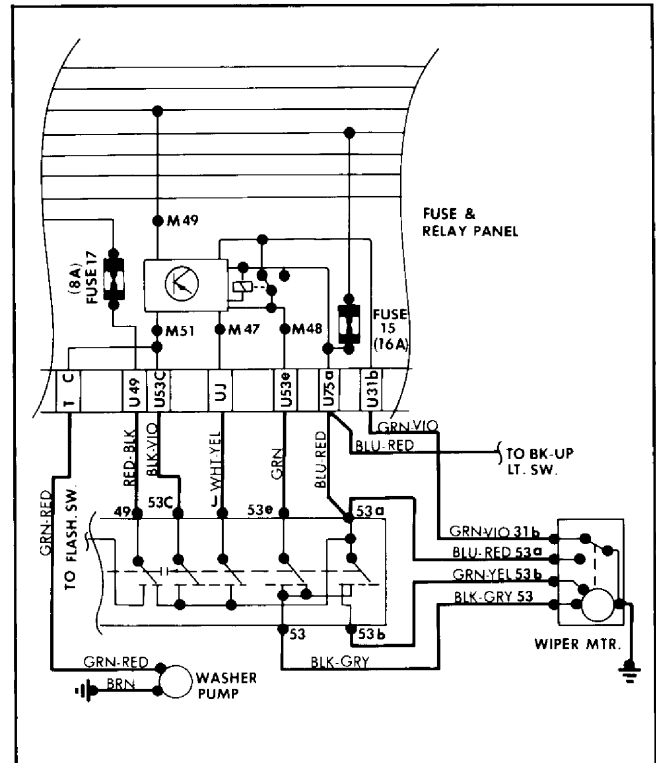 M49
FUSE &
RELAY PANEL
(8A)
FUSE 17
FUSE
15
(16A)
M51
M47
M48
T C
U49
U53C
UJ
U53e
U75a
U31b
GRN-VIO
BLU-RED
TO BK-UP
LT. SW.
GRN-RED
TO FLASH. SW.
RED-BLK
BLK-VIO
WHT-YEL
GRN
BLU-RED
49
53C
J
53e
53a
GRN-VIO 31b
BLU-RED 53a
GRN-YEL 53b
BLK-GRY 53
WIPER MTR.
53
53b
BLK-GRY
GRN-RED
BRN
WASHER
PUMP